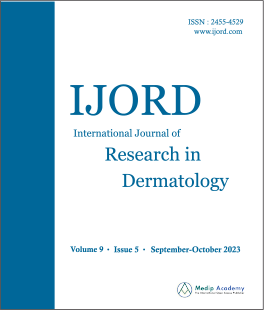 ISSN : 2455-4529
www.ijord.com
IJORD
International Journal of
Research in
Dermatology
Volume 9 • Issue 5 • September-October 2023
Medip Academy